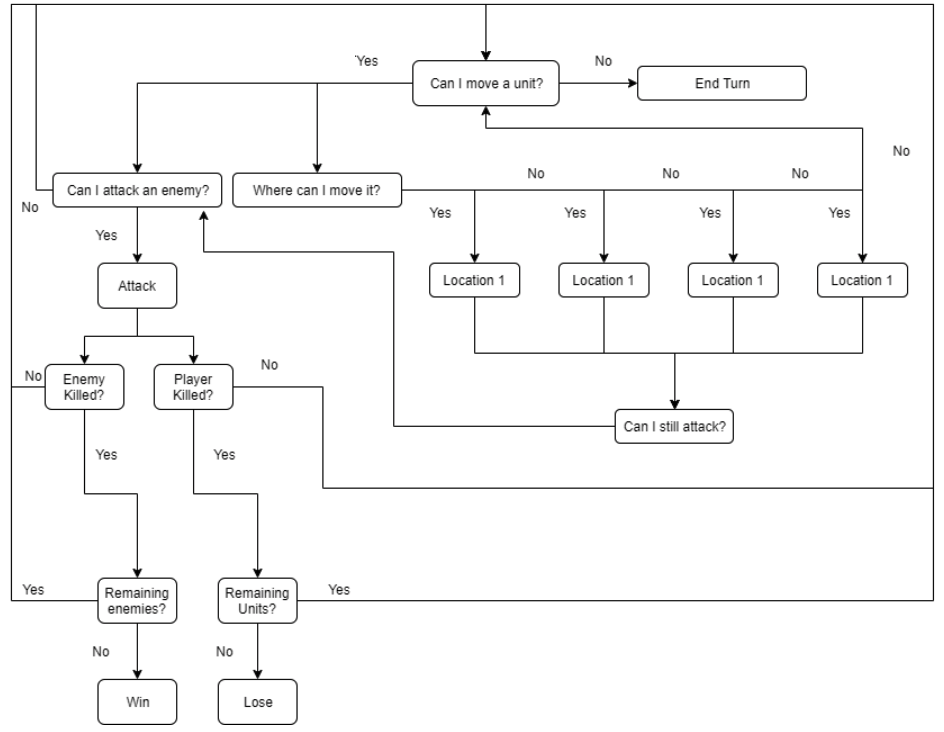 Yes
Can I move a unit?
No
End Turn
No
Can I attack an enemy?
Where can I move it?
No
No
No
No
Yes
Yes
Yes
Yes
Yes
Attack
Location 1
Location 1
Location 1
Location 1
No
Enemy
Killed?
Player
Killed?
No
Can I still attack?
Yes
Yes
Yes
Remaining
enemies?
Remaining
Units?
Yes
No
No
Win
Lose